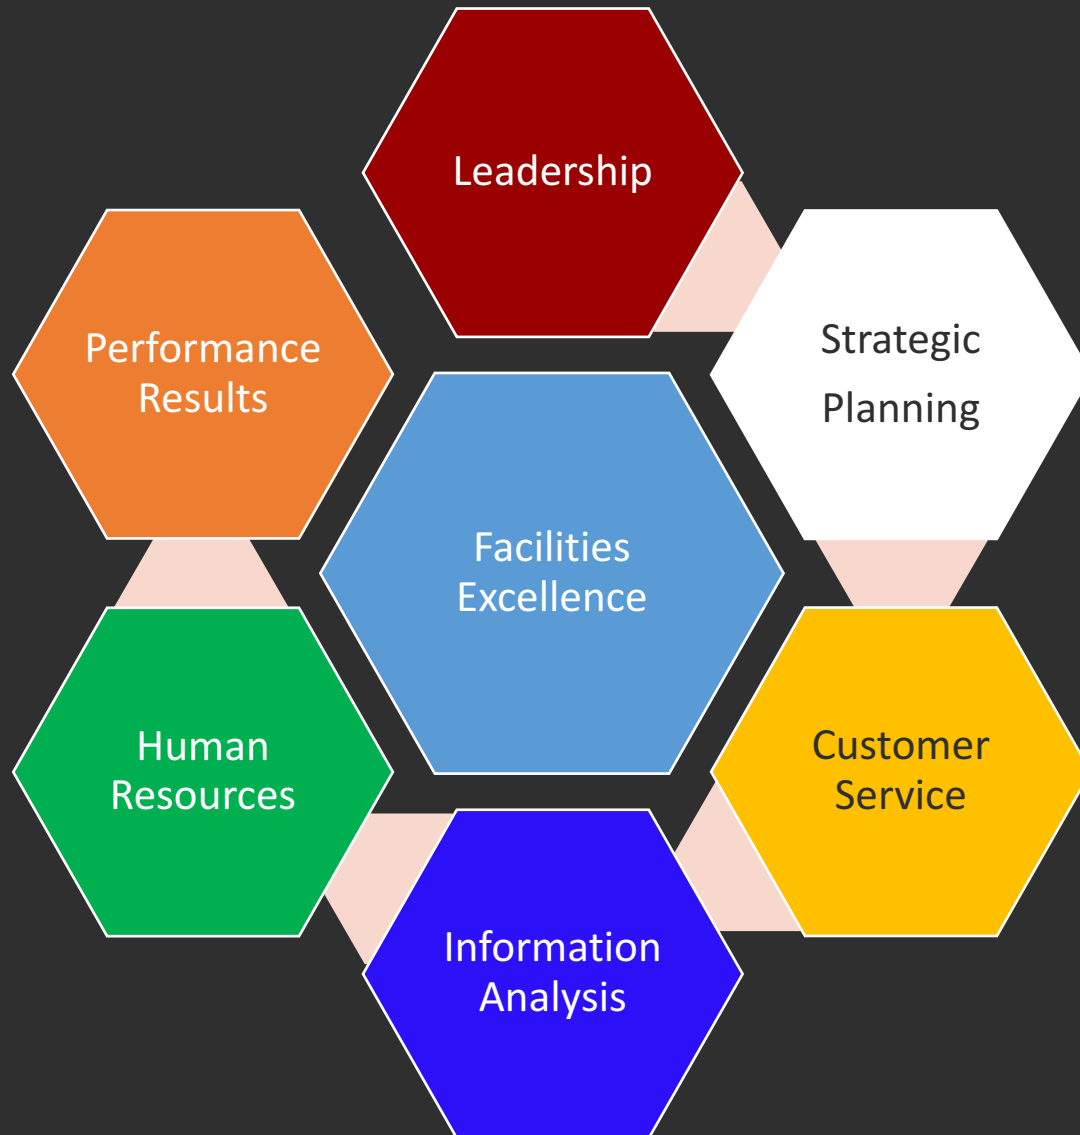 Leadership
Strategic
Planning
Customer
Service
Information
Analysis
Human
Resources
Performance
Results
Facilities
Excellence